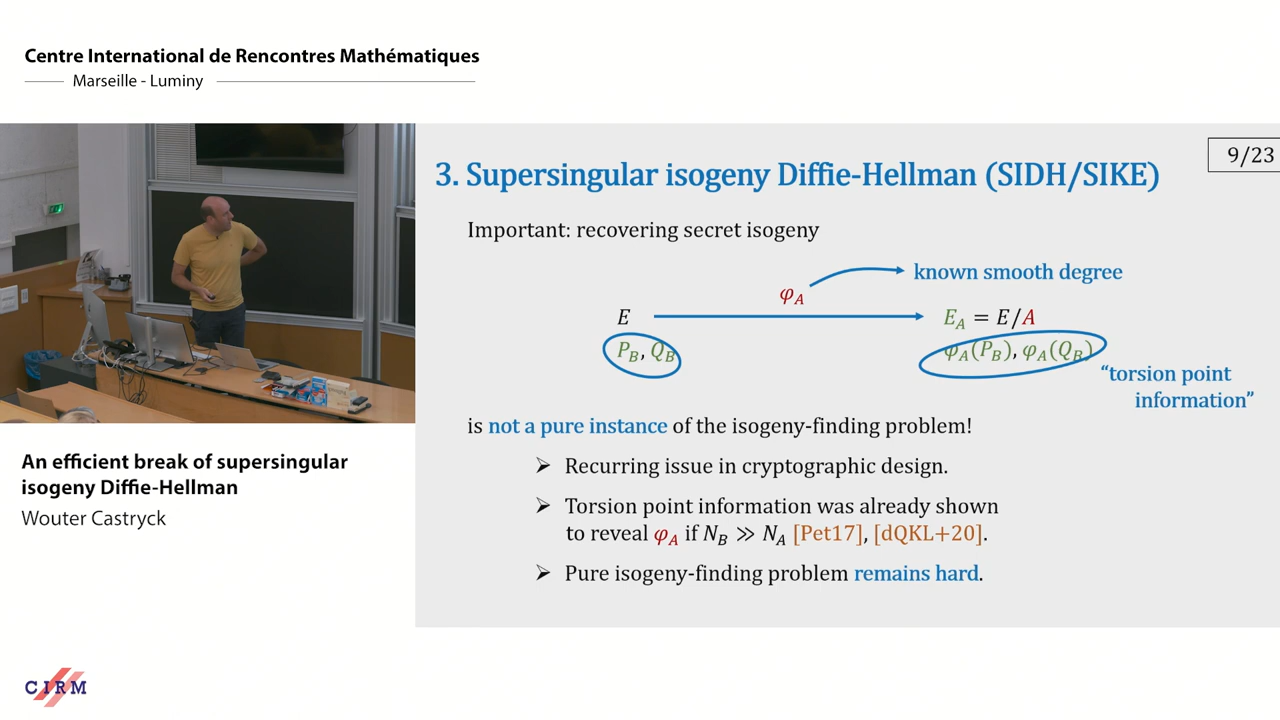 Centre International de Rencontres Mathématiques
Marseille - Luminy
9/23
3. Supersingular isogeny Diffie-Hellman (SIDH/SIKE)
Important: recovering secret isogeny
known smooth degree
φ_A
E
E_A = E/A
P_B, Q_B
φ_A(P_B), φ_A(Q_B)
“torsion point
information”
is not a pure instance of the isogeny-finding problem!
➢ Recurring issue in cryptographic design.
➢ Torsion point information was already shown
to reveal φ_A if N_B ≫ N_A [Pet17], [dQKL+20].
➢ Pure isogeny-finding problem remains hard.
An efficient break of supersingular
isogeny Diffie-Hellman
Wouter Castryck
CIRM